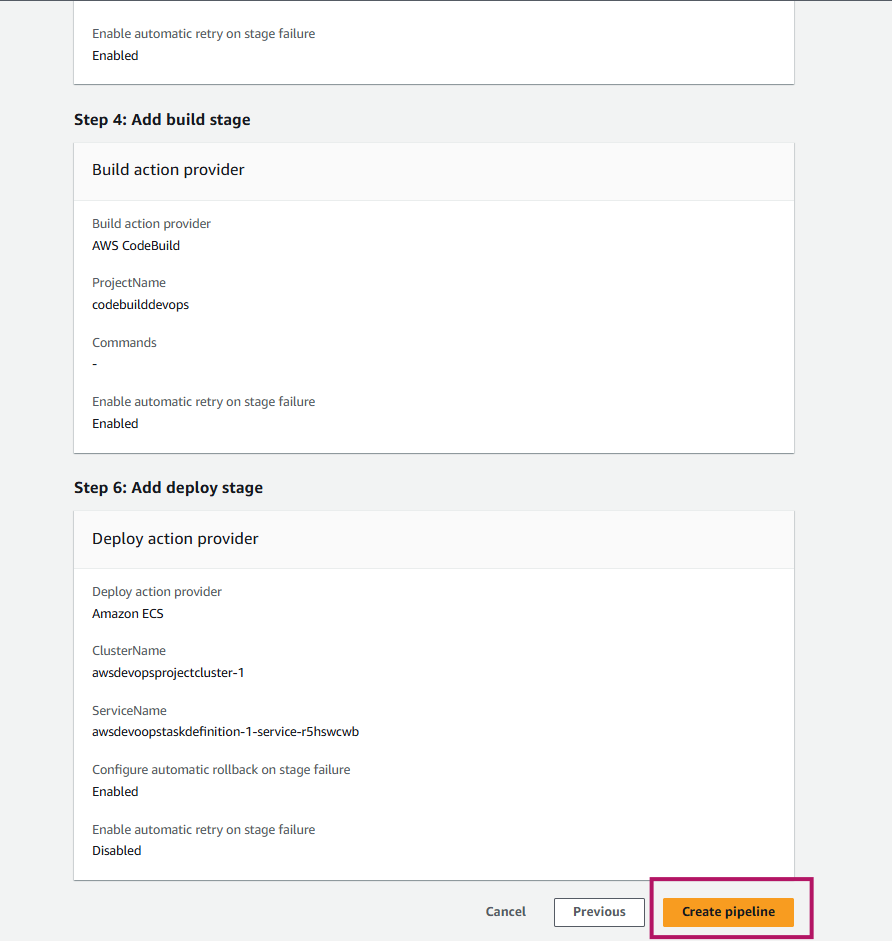 Enable automatic retry on stage failure
Enabled
Step 4: Add build stage
Build action provider
Build action provider
AWS CodeBuild
ProjectName
codebuilddevops
Commands
-
Enable automatic retry on stage failure
Enabled
Step 6: Add deploy stage
Deploy action provider
Deploy action provider
Amazon ECS
ClusterName
awsdevopsprojectcluster-1
ServiceName
awsdevoopstaskdefinition-1-service-r5hswcwb
Configure automatic rollback on stage failure
Enabled
Enable automatic retry on stage failure
Disabled
Cancel Previous Create pipeline